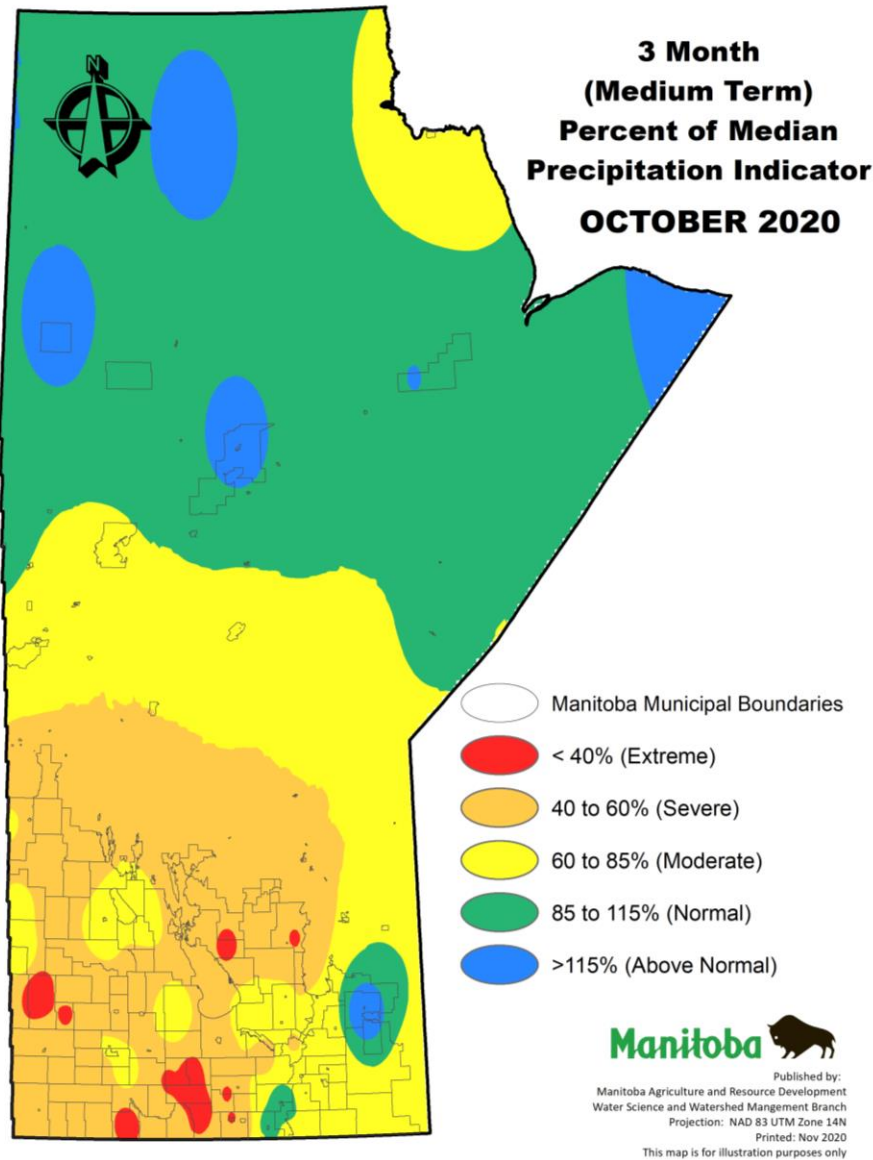 N
3 Month
(Medium Term)
Percent of Median
Precipitation Indicator
OCTOBER 2020
Manitoba Municipal Boundaries
< 40% (Extreme)
40 to 60% (Severe)
60 to 85% (Moderate)
85 to 115% (Normal)
>115% (Above Normal)
Manitoba
Published by:
Manitoba Agriculture and Resource Development
Water Science and Watershed Mangement Branch
Projection: NAD 83 UTM Zone 14N
Printed: Nov 2020
This map is for illustration purposes only